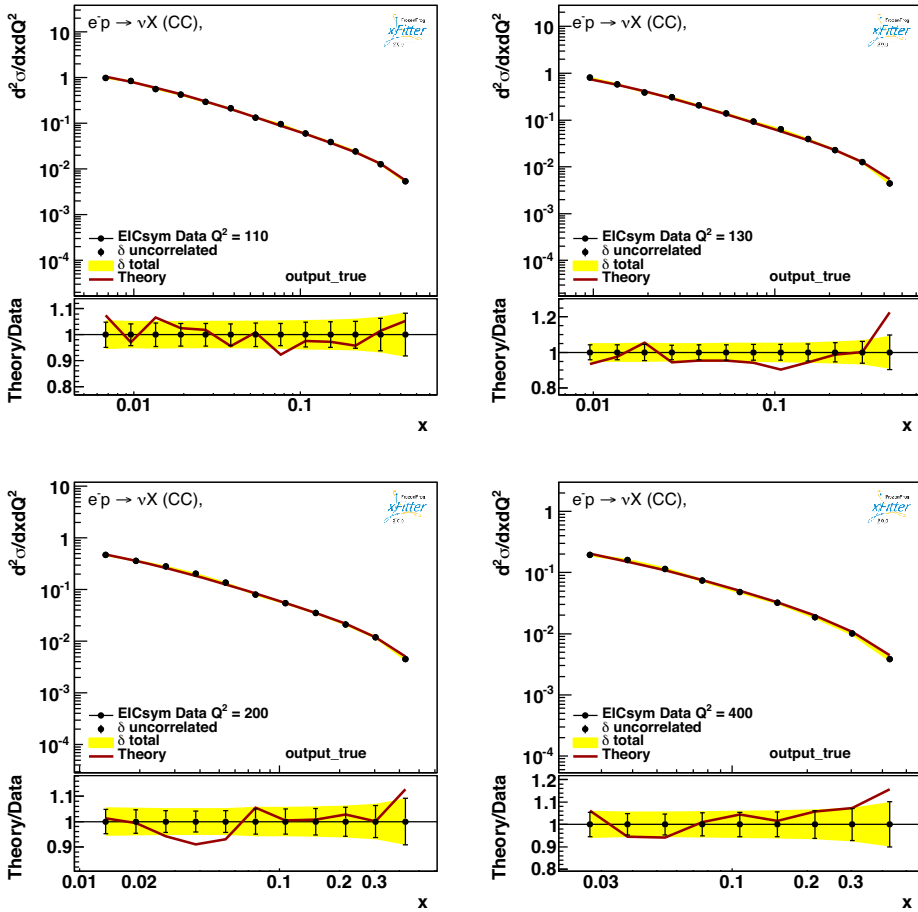 e⁻p → νX (CC),
FrozenFrog
xFitter
d²σ/dxdQ²
10
1
10⁻¹
10⁻²
10⁻³
EICsym Data Q² = 110
δ uncorrelated
δ total
Theory
output_true
Theory/Data
1.1
1
0.9
0.8
0.01
0.1
x
e⁻p → νX (CC),
FrozenFrog
xFitter
d²σ/dxdQ²
10
1
10⁻¹
10⁻²
10⁻³
EICsym Data Q² = 130
δ uncorrelated
δ total
Theory
output_true
Theory/Data
1.2
1
0.8
0.01
0.1
x
e⁻p → νX (CC),
FrozenFrog
xFitter
d²σ/dxdQ²
10
1
10⁻¹
10⁻²
10⁻³
10⁻⁴
EICsym Data Q² = 200
δ uncorrelated
δ total
Theory
output_true
Theory/Data
1.1
1
0.9
0.01
0.02
0.1
0.2
0.3
x
e⁻p → νX (CC),
FrozenFrog
xFitter
d²σ/dxdQ²
1
10⁻¹
10⁻²
10⁻³
10⁻⁴
EICsym Data Q² = 400
δ uncorrelated
δ total
Theory
output_true
Theory/Data
1.2
1.1
1
0.9
0.8
0.03
0.1
0.2
0.3
x